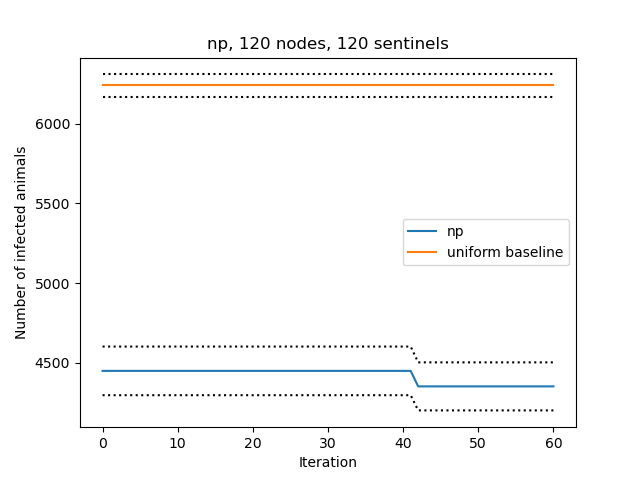 np, 120 nodes, 120 sentinels
Number of infected animals
6000
5500
5000
4500
np
uniform baseline
0 10 20 30 40 50 60
Iteration